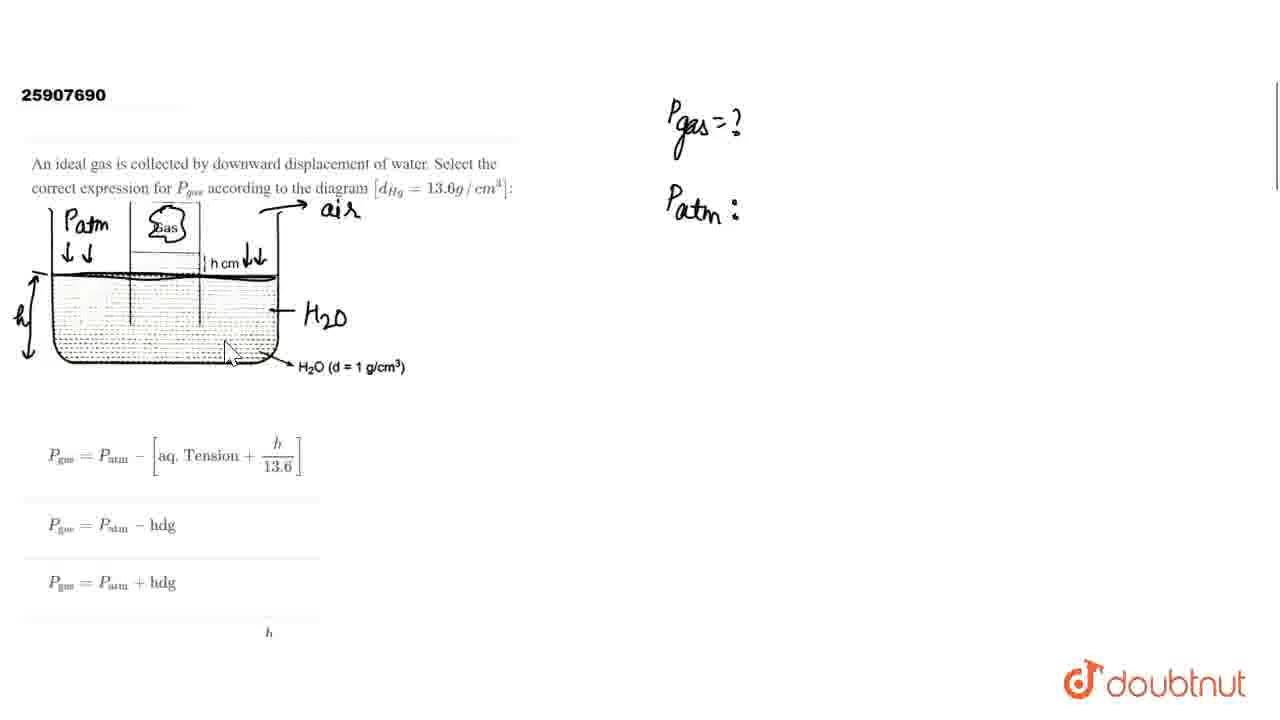 25907690
An ideal gas is collected by downward displacement of water. Select the
correct expression for P_gas according to the diagram [d_Hg = 13.6g/cm³]:
P_gas = ?
P_atm :
P_atm
Gas
air
h cm
h
H₂O
H₂O (d = 1 g/cm³)
P_gas = P_atm − [aq. Tension + h/13.6]
P_gas = P_atm − hdg
P_gas = P_atm + hdg
h
doubtnut